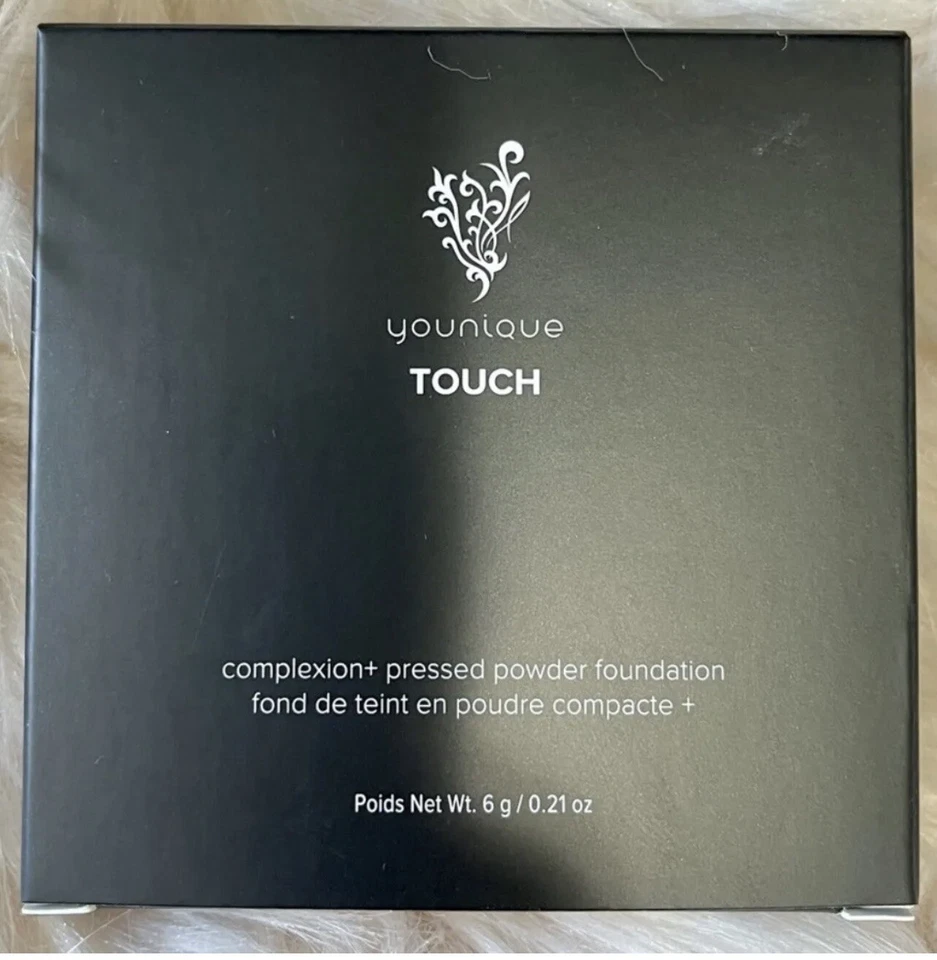 younique
TOUCH
complexion+ pressed powder foundation
fond de teint en poudre compacte +
Poids Net Wt. 6 g / 0.21 oz